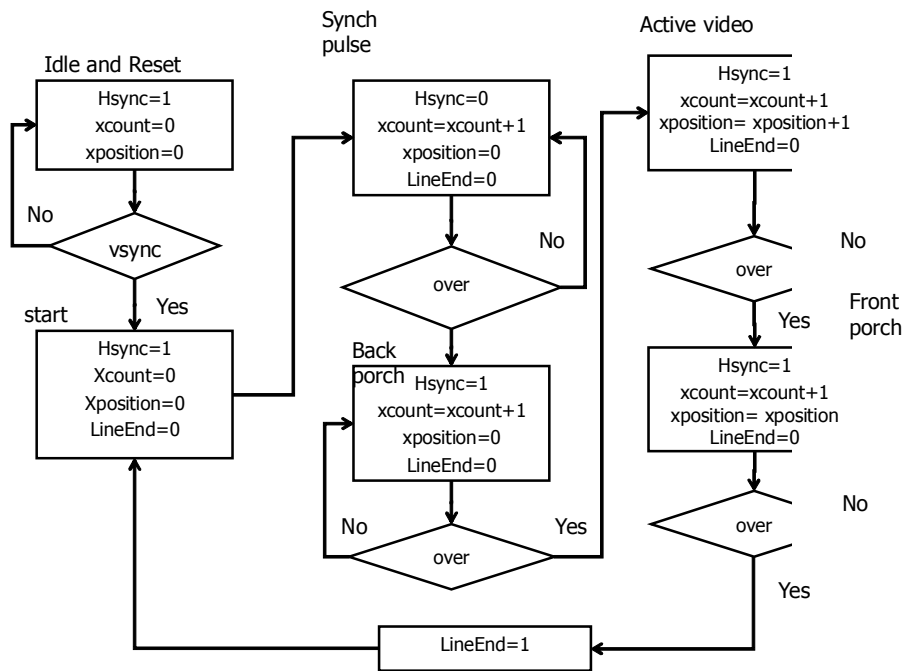 Idle and Reset
Hsync=1
xcount=0
xposition=0
No
vsync
Yes
start
Hsync=1
Xcount=0
Xposition=0
LineEnd=0
Synch
pulse
Hsync=0
xcount=xcount+1
xposition=0
LineEnd=0
No
over
Back
porch
Hsync=1
xcount=xcount+1
xposition=0
LineEnd=0
No
over
Yes
Active video
Hsync=1
xcount=xcount+1
xposition= xposition+1
LineEnd=0
No
over
Yes
Front
porch
Hsync=1
xcount=xcount+1
xposition= xposition
LineEnd=0
No
over
Yes
LineEnd=1